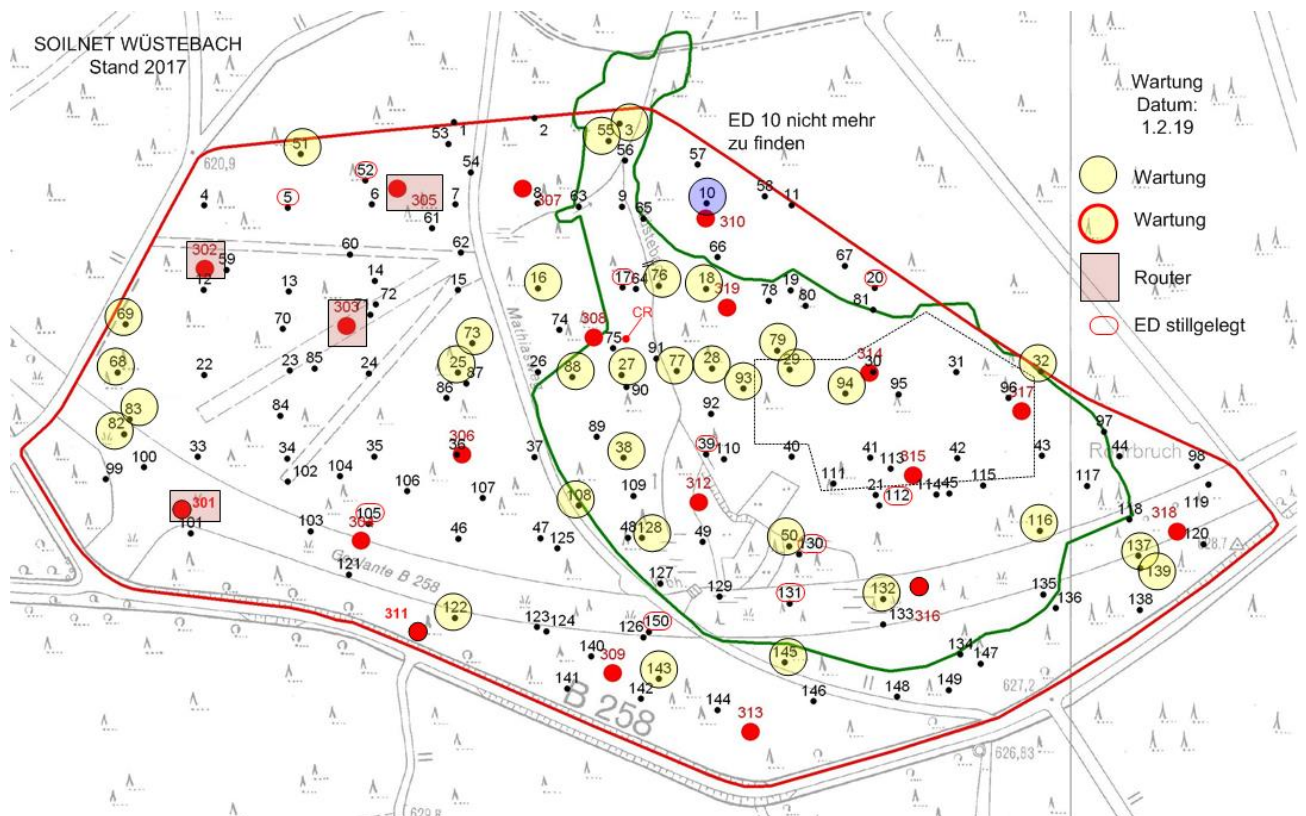 SOILNET WÜSTEBACH
Stand 2017
ED 10 nicht mehr
zu finden
Wartung
Datum:
1.2.19
Wartung
Wartung
Router
ED stillgelegt
53 1 2 55 3
51 56 57
620,9 52 54
4 5 6 305 7 8 307 63 9 65 10 310 58 11
61
60 62 66 67
302 59
12 13 14 15 16 17 64 76 18 78 19 80 20
72 319 81
69 70 303 73 74 308 CR
75 79
68 22 23 85 24 25 87 26 88 27 91 77 28 29 314 30 31 32
90 93 94 95 96
83 84 86 317
82 89 92 97
33 34 35 36 306 37 38 39 110 40 41 42 43 44 98
Mathiasweg
99 100 102 104 113 315
106 107 108 109 111 21 112 114 45 115 117 119
312
301 101 103 105 46 47 48 128 49 50 116 118 318 120
125 130 137
Geplante B 258
121 127 129 131 132 139
135 136 138
311 122 123 124 126 150 133 316
140 309 143 145 134 147
141 142 144 146 148 149
B 258
313
627,2
626,83
629,8